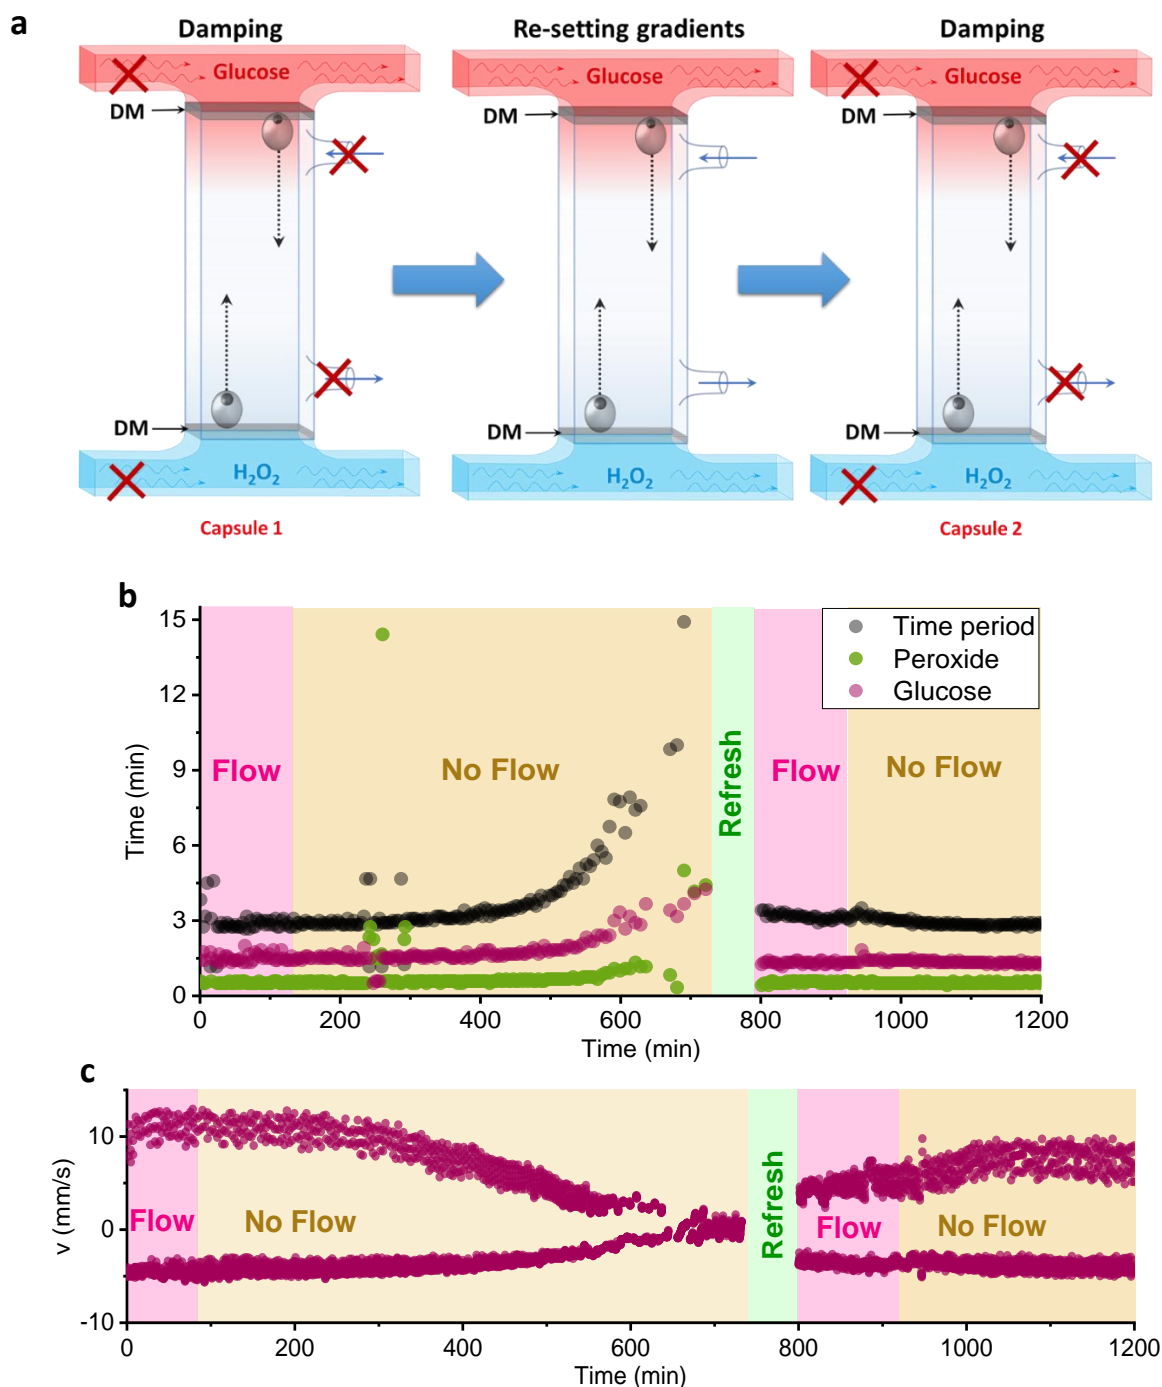 a
Damping
Re-setting gradients
Damping
Glucose
Glucose
Glucose
DM
DM
DM
DM
DM
DM
H2O2
H2O2
H2O2
Capsule 1
Capsule 2
b
15
12
9
6
3
0
Time (min)
Flow
No Flow
Refresh
Flow
No Flow
Time period
Peroxide
Glucose
0
200
400
600
800
1000
1200
Time (min)
c
10
0
-10
v (mm/s)
Flow
No Flow
Refresh
Flow
No Flow
0
200
400
600
800
1000
1200
Time (min)